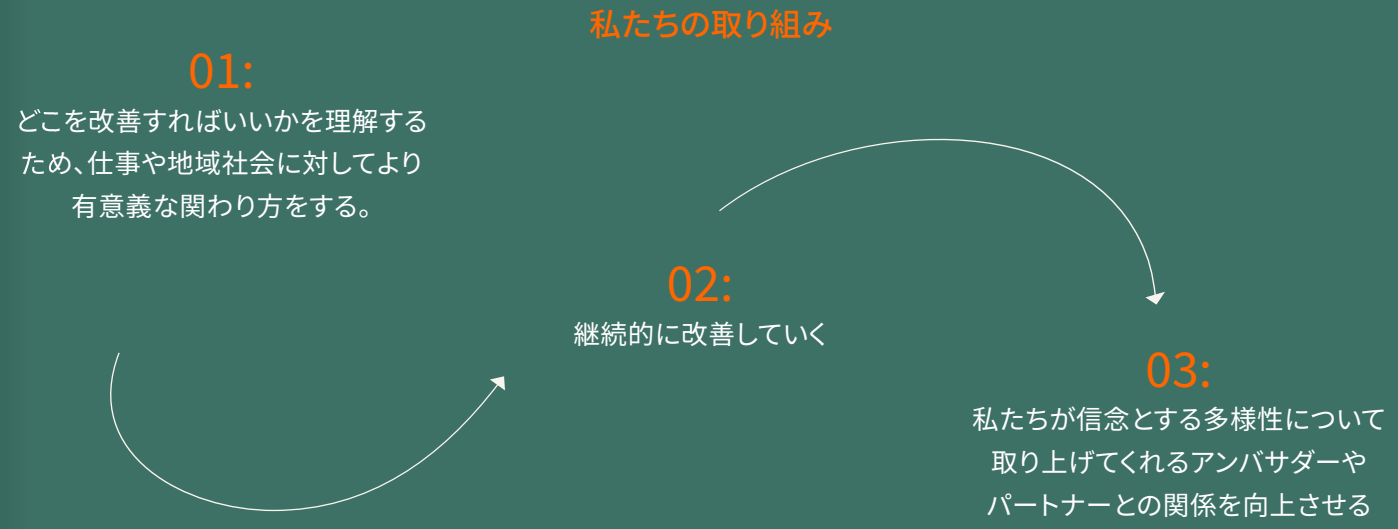 私たちの取り組み
01:
どこを改善すればいいかを理解する
ため、仕事や地域社会に対してより
有意義な関わり方をする。
02:
継続的に改善していく
03:
私たちが信念とする多様性について
取り上げてくれるアンバサダーや
パートナーとの関係を向上させる